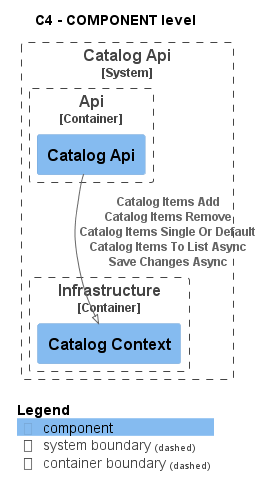 C4 - COMPONENT level
Catalog Api
[System]
Api
[Container]
Catalog Api
Catalog Items Add
Catalog Items Remove
Catalog Items Single Or Default
Catalog Items To List Async
Save Changes Async
Infrastructure
[Container]
Catalog Context
Legend
component
system boundary (dashed)
container boundary (dashed)